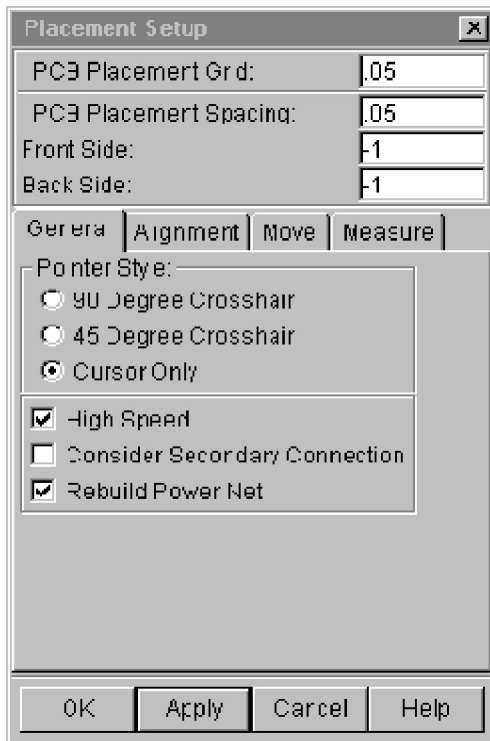 Placement Setup
PCB Placement Grid: .05
PCB Placement Spacing: .05
Front Side: -1
Back Side: -1
General Alignment Move Measure
Pointer Style:
90 Degree Crosshair
45 Degree Crosshair
Cursor Only
High Speed
Consider Secondary Connection
Rebuild Power Net
OK Apply Cancel Help